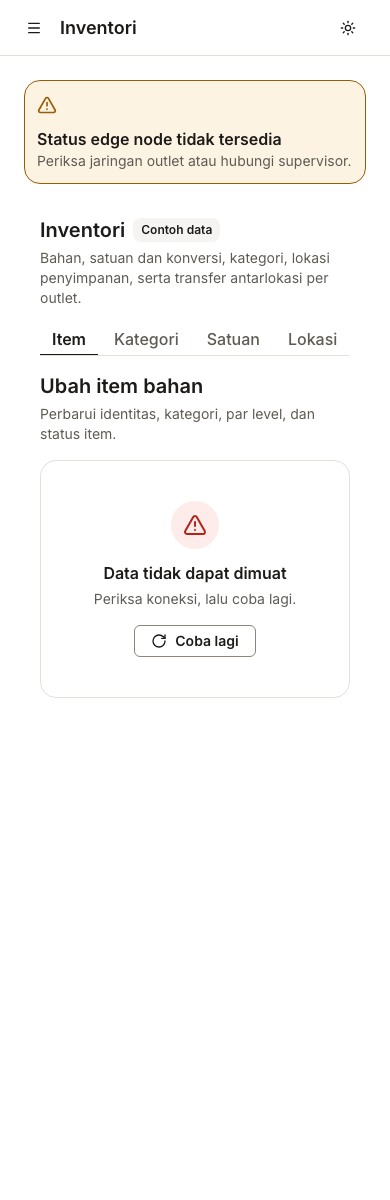 Inventori
Status edge node tidak tersedia
Periksa jaringan outlet atau hubungi supervisor.
Inventori Contoh data
Bahan, satuan dan konversi, kategori, lokasi
penyimpanan, serta transfer antarlokasi per
outlet.
Item Kategori Satuan Lokasi
Ubah item bahan
Perbarui identitas, kategori, par level, dan
status item.
Data tidak dapat dimuat
Periksa koneksi, lalu coba lagi.
Coba lagi